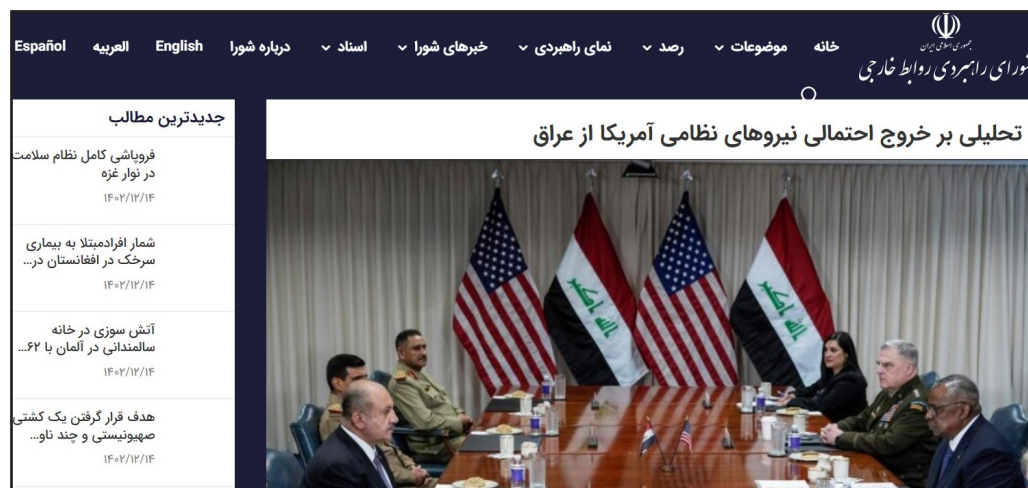 جمهوری اسلامی ایران
شورای راهبردی روابط خارجی
خانه
موضوعات
رصد
نمای راهبردی
خبرهای شورا
اسناد
درباره شورا
English
العربیه
Español
تحلیلی بر خروج احتمالی نیروهای نظامی آمریکا از عراق
جدیدترین مطالب
فروپاشی کامل نظام سلامت
در نوار غزه
۱۴۰۲/۱۲/۱۴
شمار افرادمبتلا به بیماری
سرخک در افغانستان در...
۱۴۰۲/۱۲/۱۴
آتش سوزی در خانه
سالمندانی در آلمان با ۶۲...
۱۴۰۲/۱۲/۱۴
هدف قرار گرفتن یک کشتی
صهیونیستی و چند ناو...
۱۴۰۲/۱۲/۱۴
الله اكبر
الله اكبر